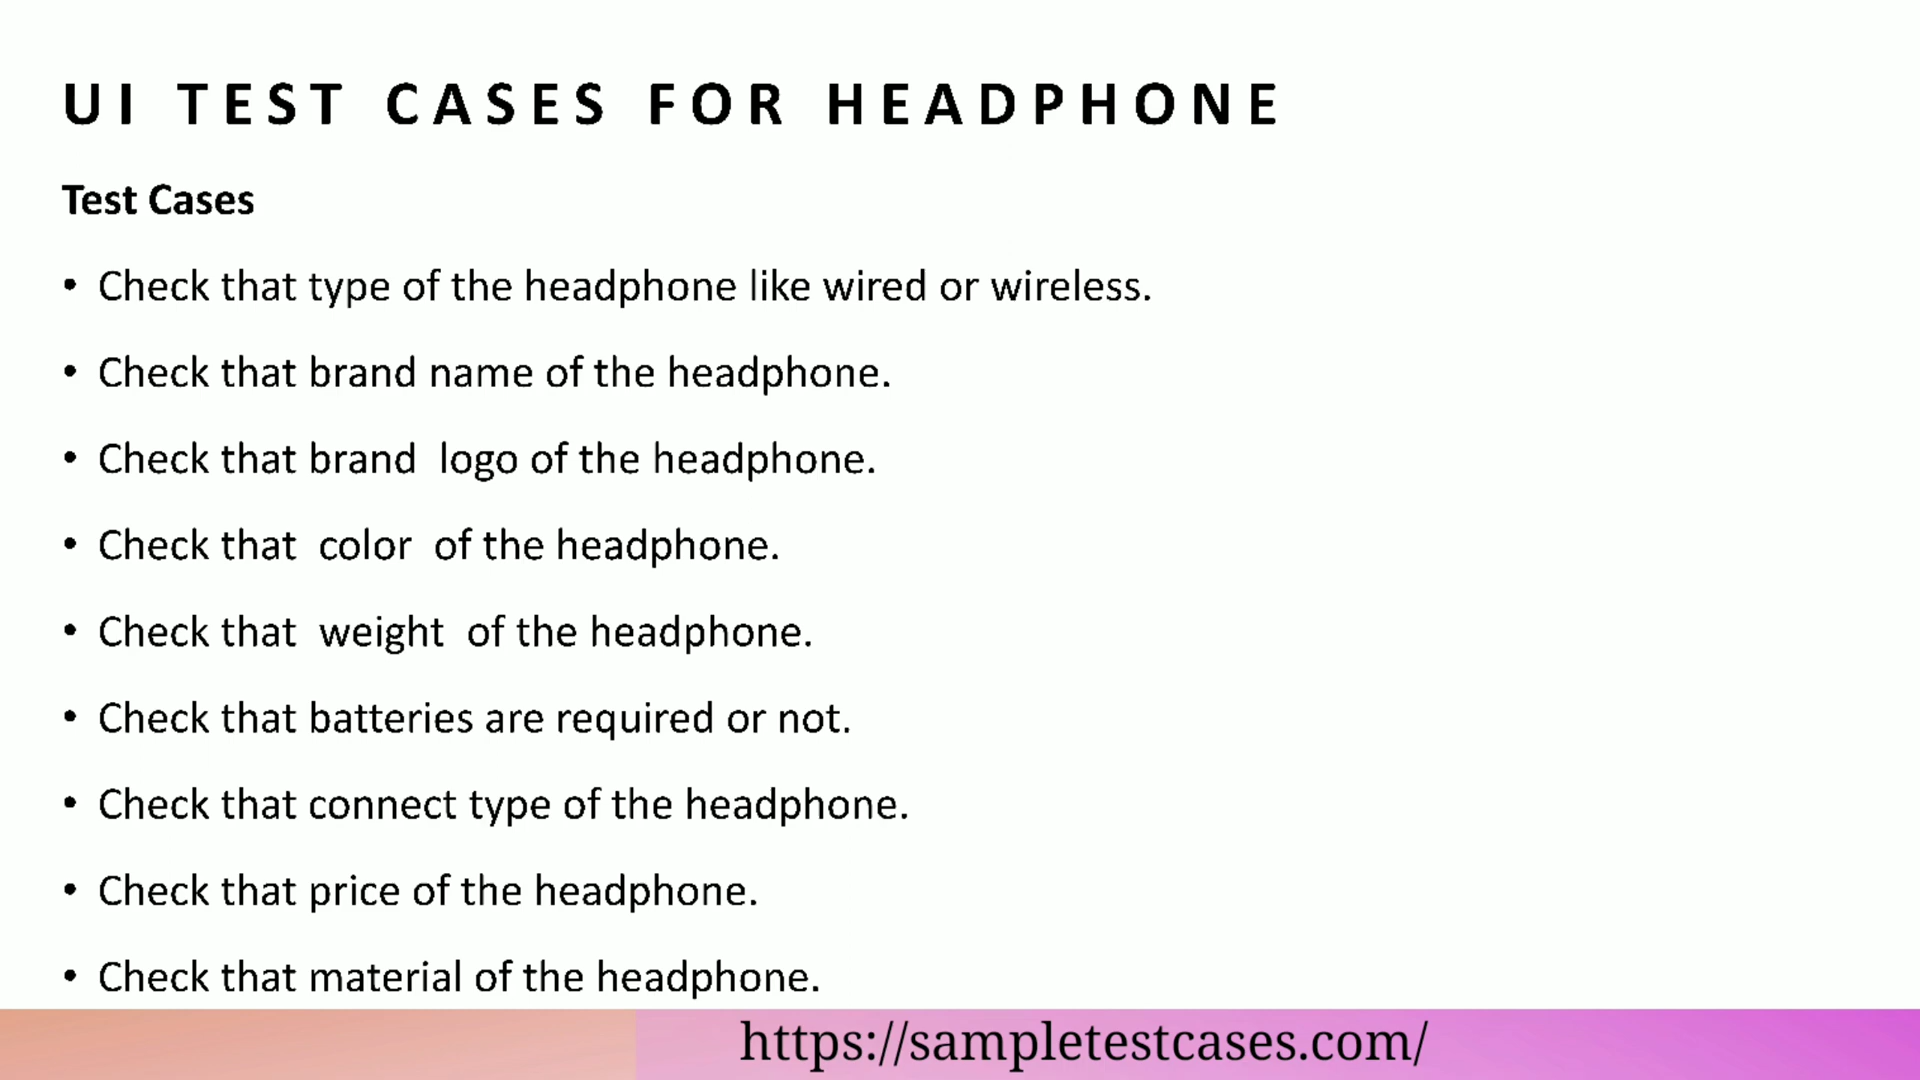 UI TEST CASES FOR HEADPHONE
Test Cases
• Check that type of the headphone like wired or wireless.
• Check that brand name of the headphone.
• Check that brand  logo of the headphone.
• Check that  color  of the headphone.
• Check that  weight  of the headphone.
• Check that batteries are required or not.
• Check that connect type of the headphone.
• Check that price of the headphone.
• Check that material of the headphone.
https://sampletestcases.com/